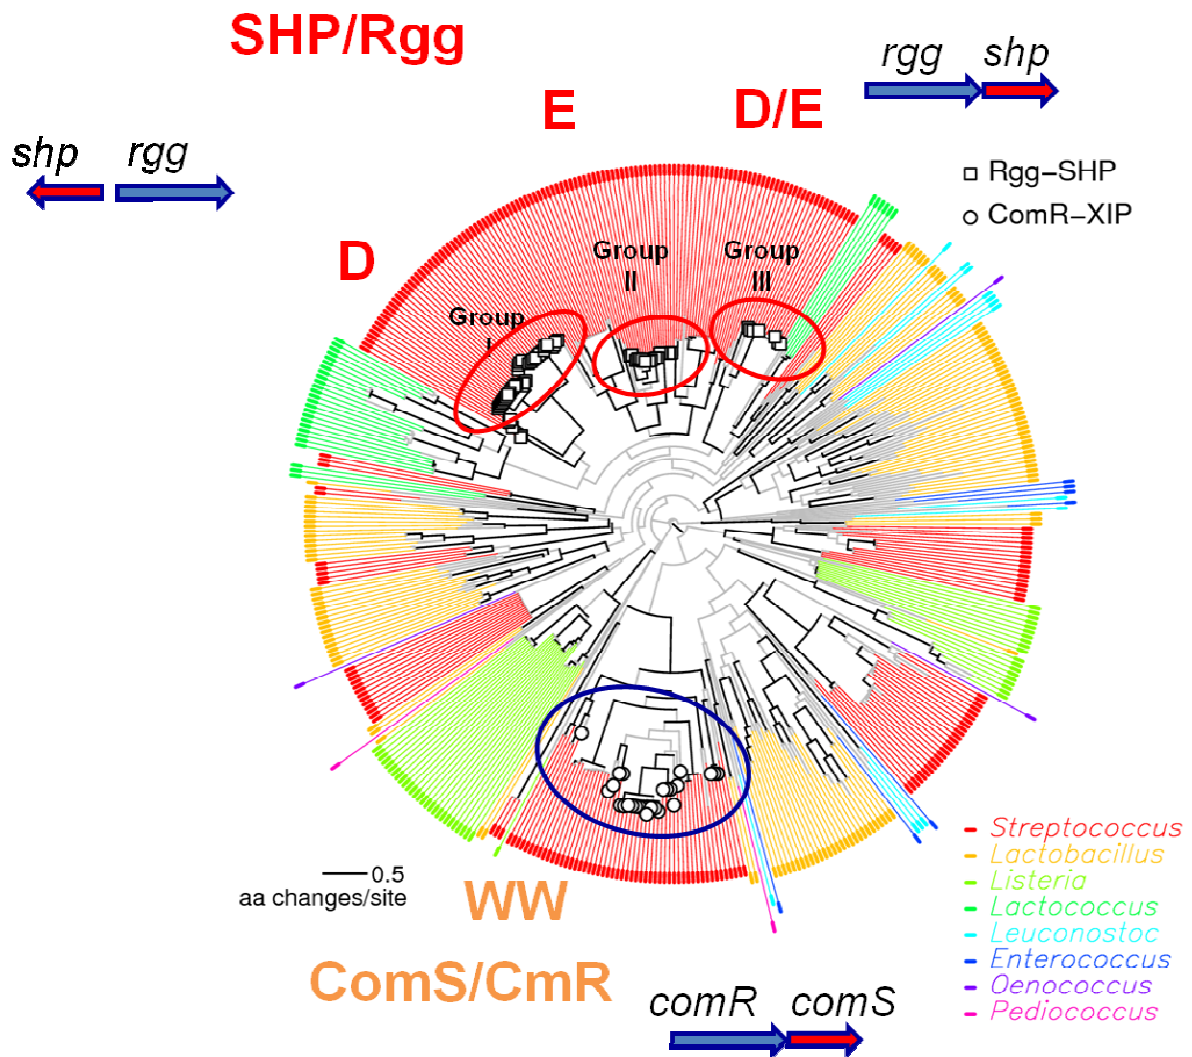 SHP/Rgg
rgg shp
E
D/E
shp rgg
Rgg-SHP
ComR-XIP
D
Group
II
Group
III
Group
I
0.5
aa changes/site
WW
ComS/CmR
comR comS
Streptococcus
Lactobacillus
Listeria
Lactococcus
Leuconostoc
Enterococcus
Oenococcus
Pediococcus